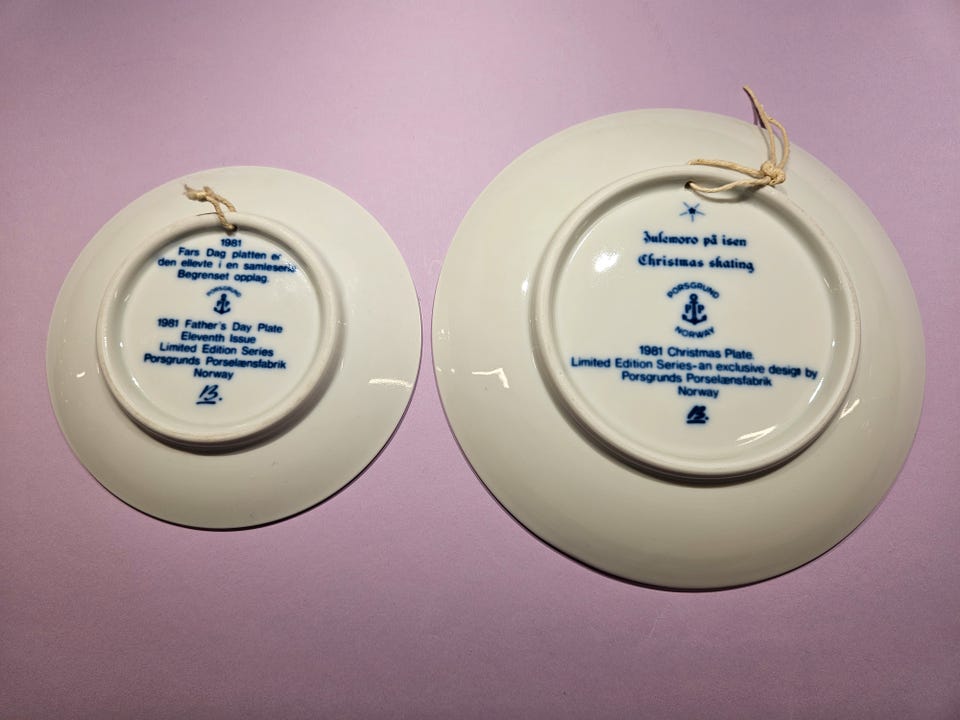 1981
Fars Dag platten er
den ellevte i en samleserie
Begrenset opplag.
PORSGRUND
P P
1981 Father's Day Plate
Eleventh Issue
Limited Edition Series
Porsgrunds Porselænsfabrik
Norway
B.
Julemoro på isen
Christmas skating
PORSGRUND
P P
NORWAY
1981 Christmas Plate.
Limited Edition Series-an exclusive design by
Porsgrunds Porselænsfabrik
Norway
B.